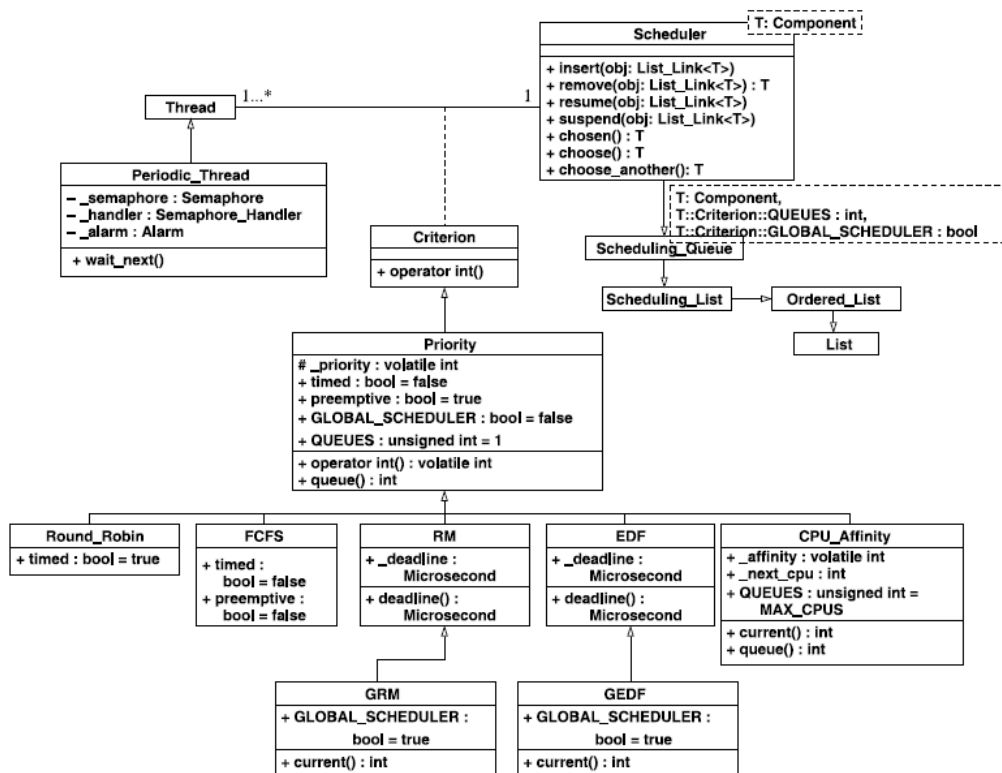 T: Component
Scheduler
+ insert(obj: List_Link<T>)
+ remove(obj: List_Link<T>) : T
+ resume(obj: List_Link<T>)
+ suspend(obj: List_Link<T>)
+ chosen() : T
+ choose() : T
+ choose_another(): T
1...*
1
Thread
Periodic_Thread
– _semaphore : Semaphore
– _handler : Semaphore_Handler
– _alarm : Alarm
+ wait_next()
T: Component,
T::Criterion::QUEUES : int,
T::Criterion::GLOBAL_SCHEDULER : bool
Scheduling_Queue
Criterion
+ operator int()
Scheduling_List
Ordered_List
List
Priority
# _priority : volatile int
+ timed : bool = false
+ preemptive : bool = true
+ GLOBAL_SCHEDULER : bool = false
+ QUEUES : unsigned int = 1
+ operator int() : volatile int
+ queue() : int
Round_Robin
+ timed : bool = true
FCFS
+ timed :
bool = false
+ preemptive :
bool = false
RM
+ _deadline :
Microsecond
+ deadline() :
Microsecond
EDF
+ _deadline :
Microsecond
+ deadline() :
Microsecond
CPU_Affinity
+ _affinity : volatile int
+ _next_cpu : int
+ QUEUES : unsigned int =
MAX_CPUS
+ current() : int
+ queue() : int
GRM
+ GLOBAL_SCHEDULER :
bool = true
+ current() : int
GEDF
+ GLOBAL_SCHEDULER :
bool = true
+ current() : int